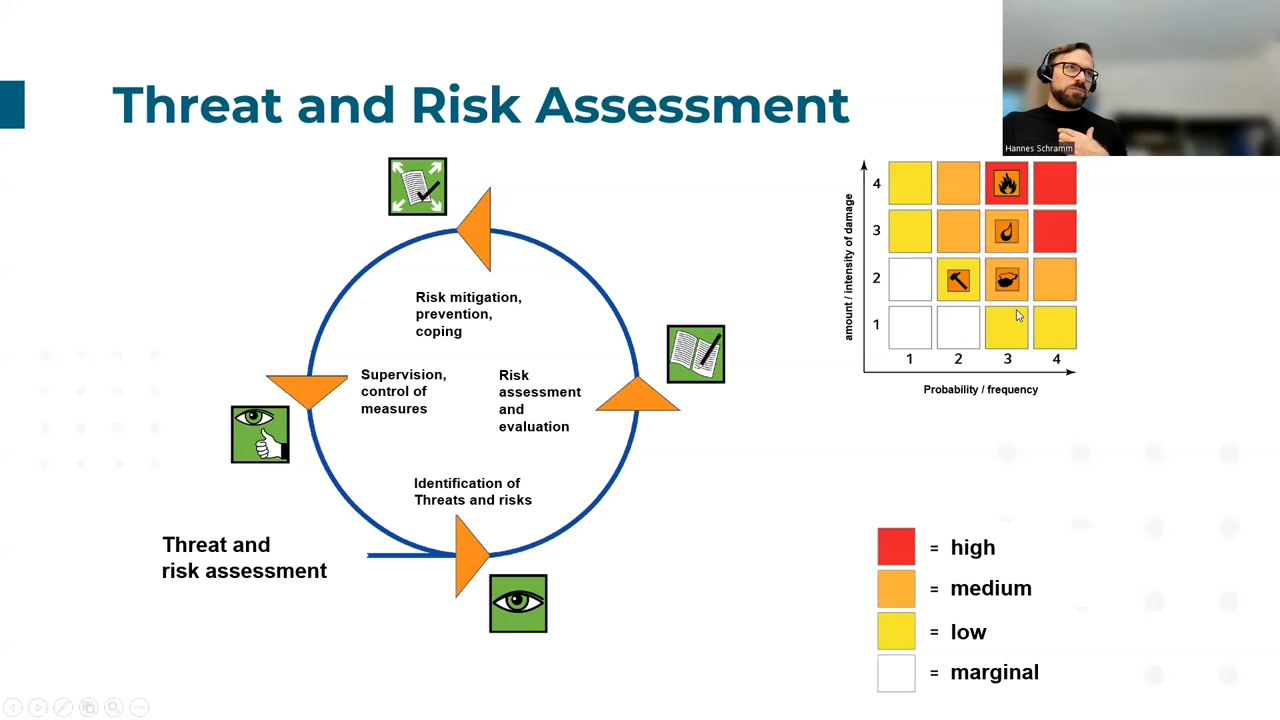 Threat and Risk Assessment
Hannes Schramm
Risk mitigation,
prevention,
coping
Supervision,
control of
measures
Risk
assessment
and
evaluation
Identification of
Threats and risks
Threat and
risk assessment
amount / intensity of damage
4
3
2
1
1 2 3 4
Probability / frequency
= high
= medium
= low
= marginal